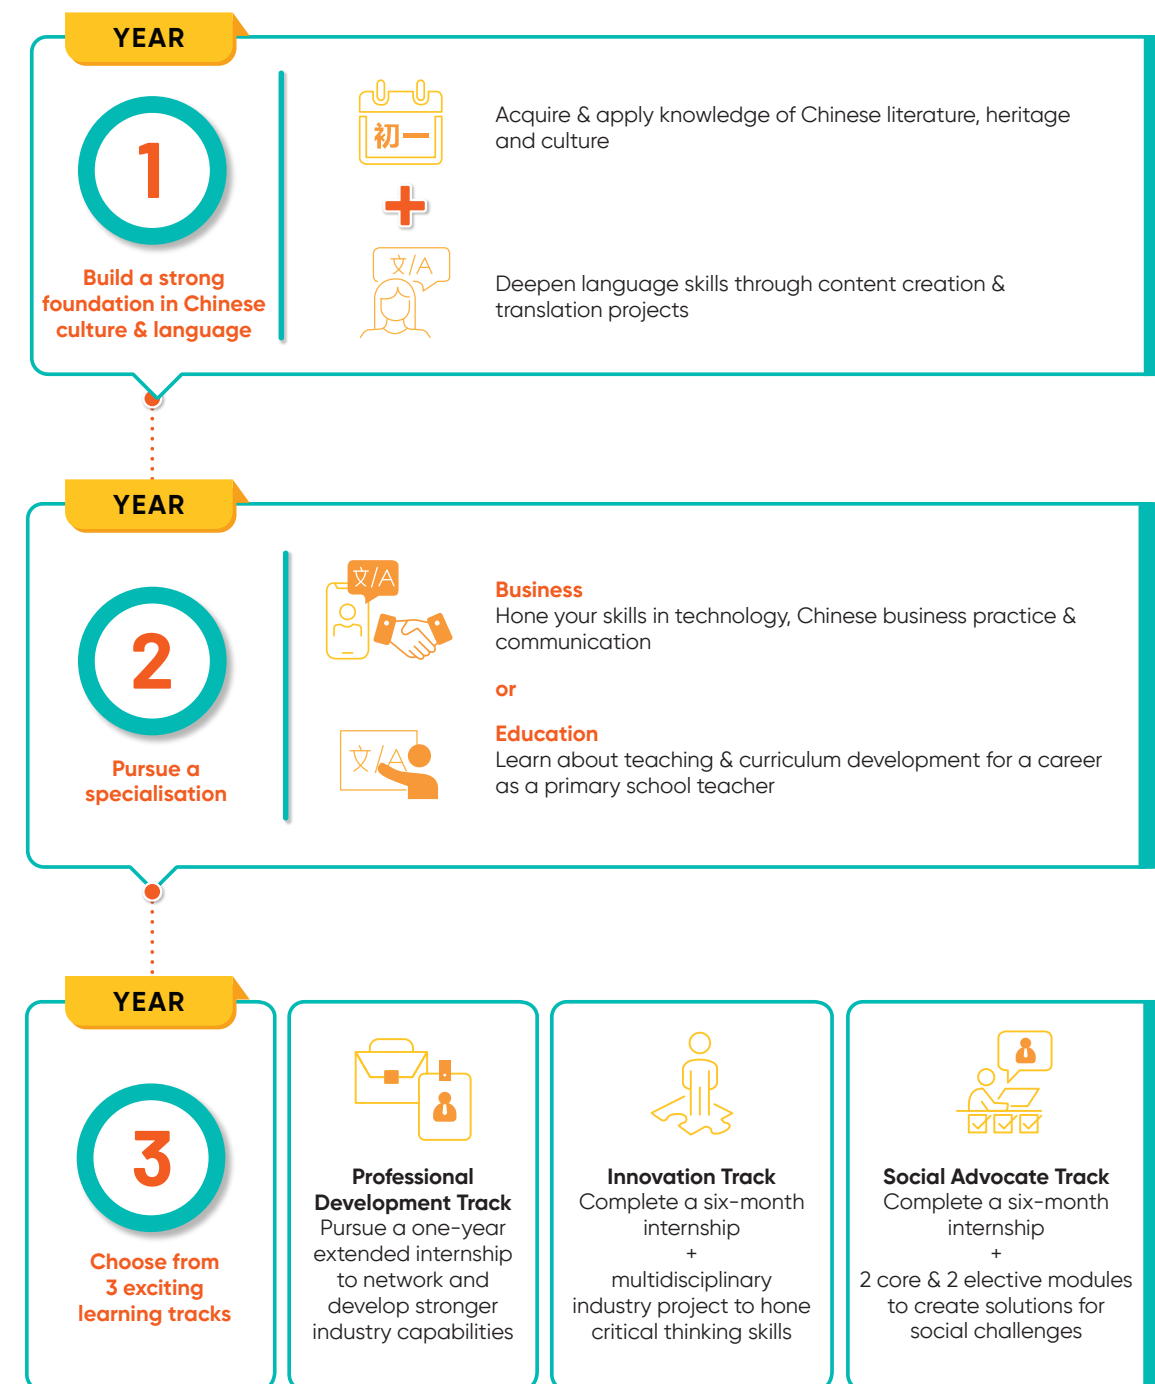 YEAR
1
Build a strong
foundation in Chinese
culture & language
初一
Acquire & apply knowledge of Chinese literature, heritage
and culture
+
文/A
Deepen language skills through content creation &
translation projects
YEAR
2
Pursue a
specialisation
文/A
Business
Hone your skills in technology, Chinese business practice &
communication
or
文/A
Education
Learn about teaching & curriculum development for a career
as a primary school teacher
YEAR
3
Choose from
3 exciting
learning tracks
Professional
Development Track
Pursue a one-year
extended internship
to network and
develop stronger
industry capabilities
Innovation Track
Complete a six-month
internship
+
multidisciplinary
industry project to hone
critical thinking skills
Social Advocate Track
Complete a six-month
internship
+
2 core & 2 elective modules
to create solutions for
social challenges